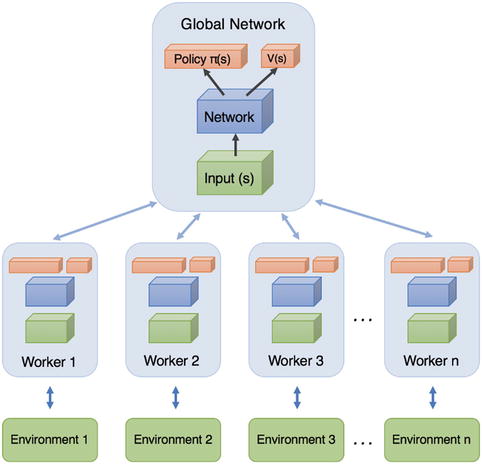 Global Network
Policy π(s)
V(s)
Network
Input (s)
Worker 1
Worker 2
Worker 3
...
Worker n
Environment 1
Environment 2
Environment 3
...
Environment n